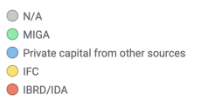 N/A
MIGA
Private capital from other sources
IFC
IBRD/IDA